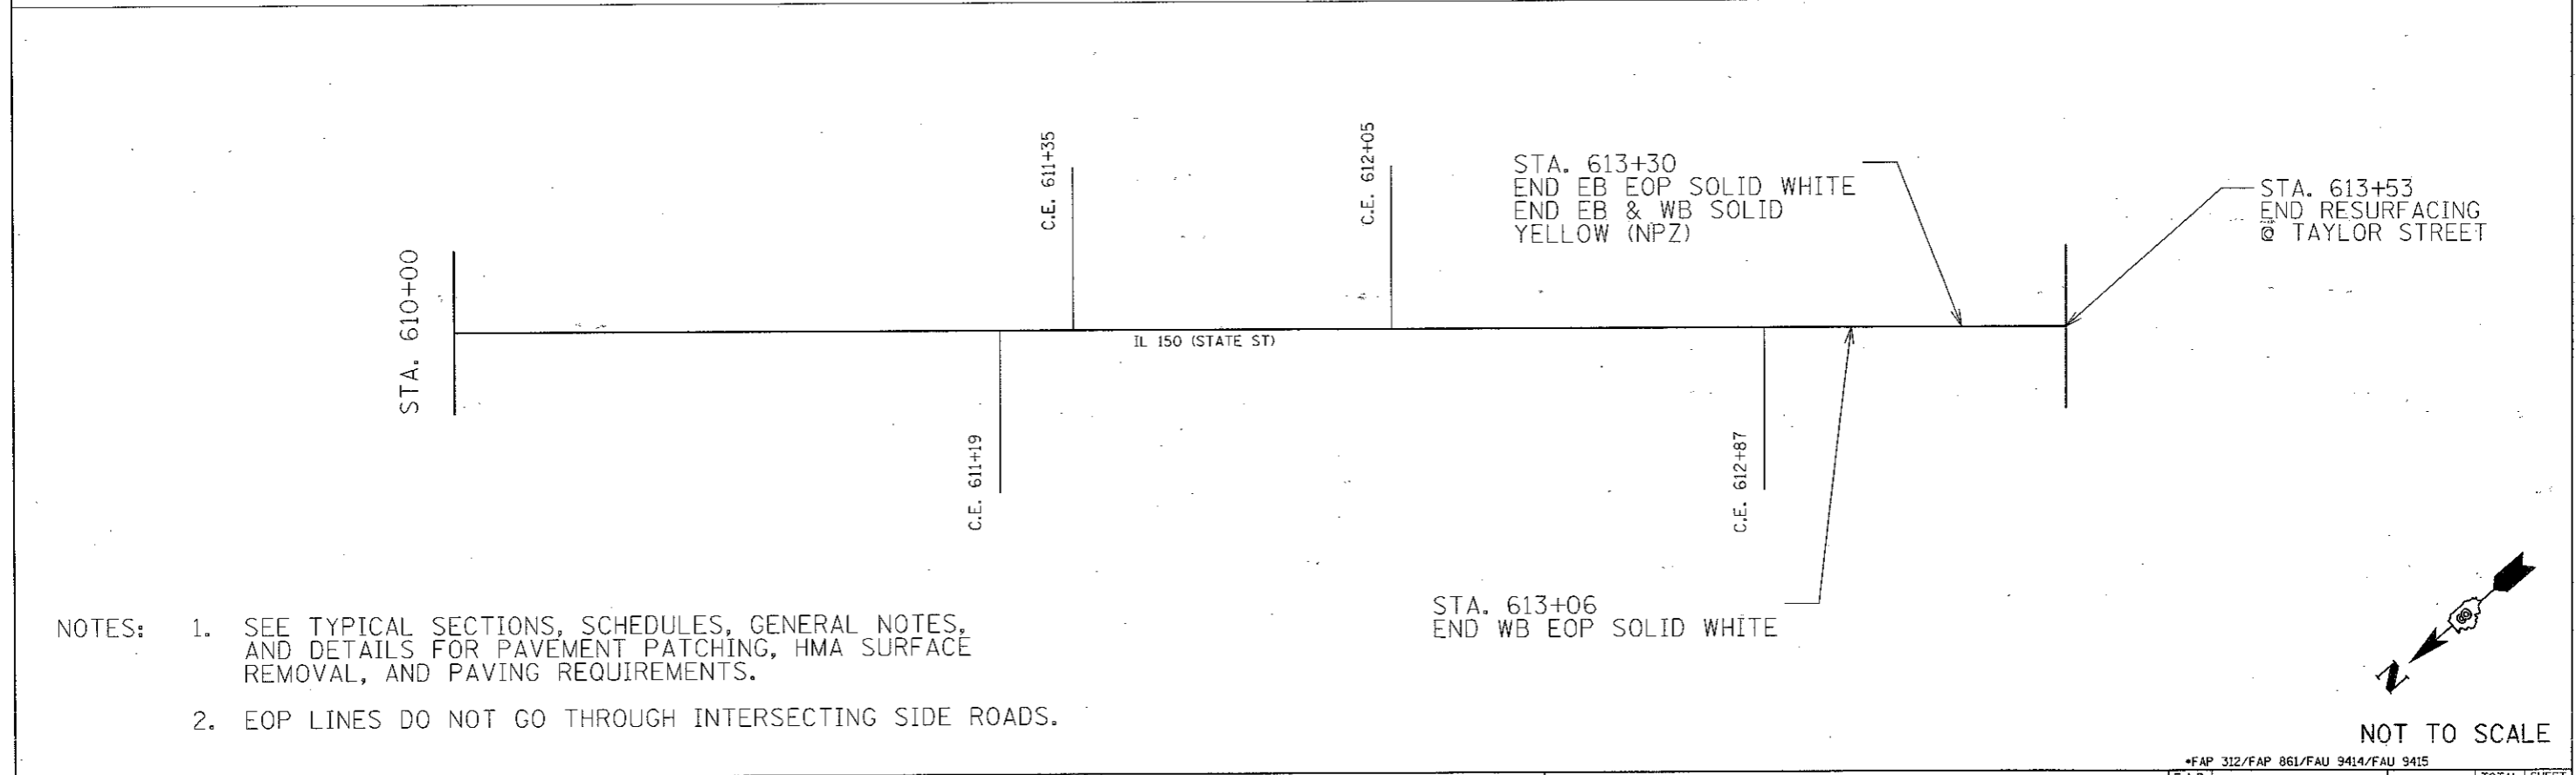 C.E. 611+35
C.E. 612+05
STA. 613+30
END EB EOP SOLID WHITE
END EB & WB SOLID
YELLOW (NPZ)
STA. 613+53
END RESURFACING
@ TAYLOR STREET
STA. 610+00
IL 150 (STATE ST)
C.E. 611+19
C.E. 612+87
STA. 613+06
END WB EOP SOLID WHITE
NOTES: 1. SEE TYPICAL SECTIONS, SCHEDULES, GENERAL NOTES,
AND DETAILS FOR PAVEMENT PATCHING, HMA SURFACE
REMOVAL, AND PAVING REQUIREMENTS.
2. EOP LINES DO NOT GO THROUGH INTERSECTING SIDE ROADS.
N
NOT TO SCALE
*FAP 312/FAP 861/FAU 9414/FAU 9415